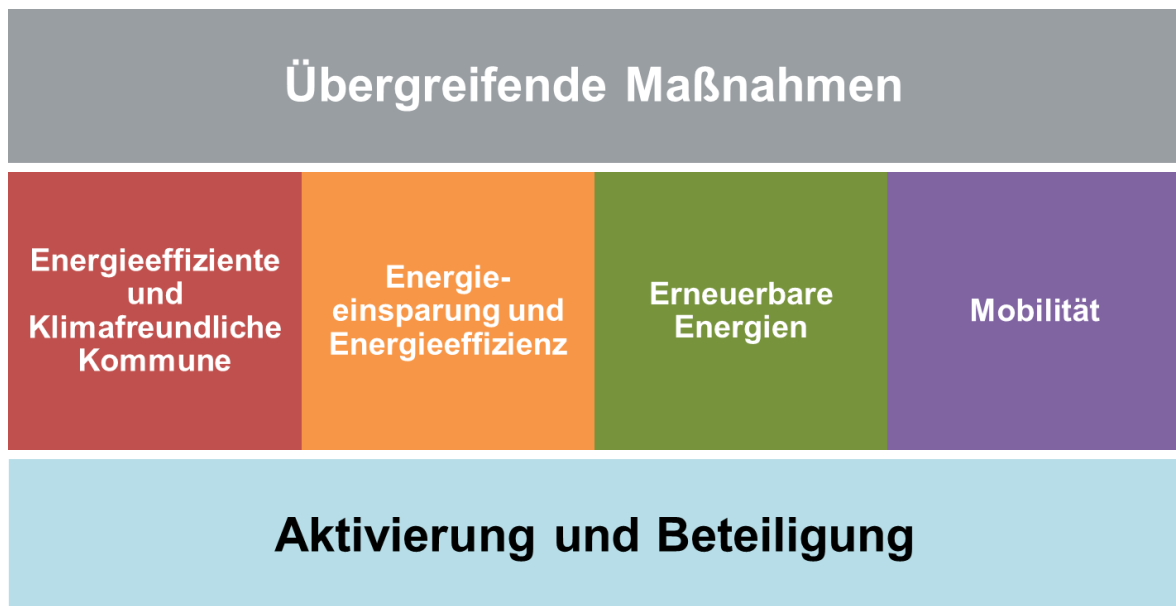 Übergreifende Maßnahmen
Energieeffiziente
und
Klimafreundliche
Kommune
Energie-
einsparung und
Energieeffizienz
Erneuerbare
Energien
Mobilität
Aktivierung und Beteiligung